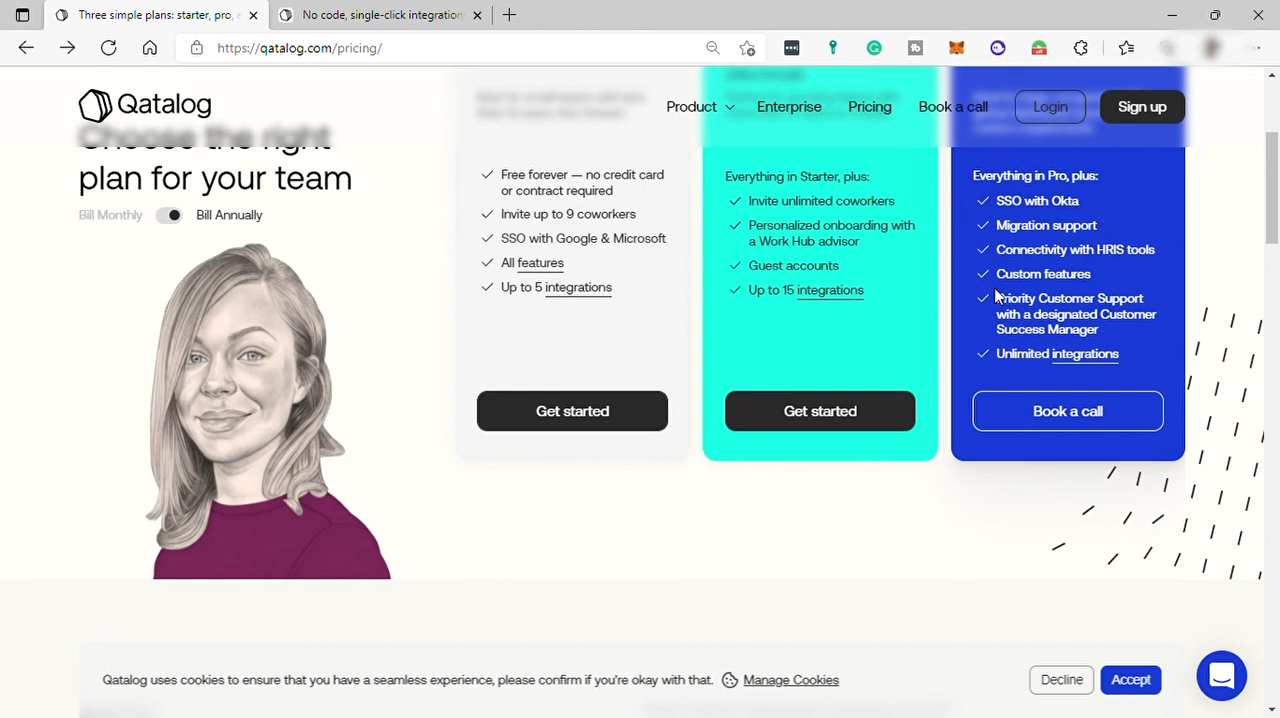 Three simple plans: starter, pro, e
No code, single-click integration
https://qatalog.com/pricing/
Qatalog
Product
Enterprise
Pricing
Book a call
Login
Sign up
Choose the right
plan for your team
Bill Monthly
Bill Annually
Free forever — no credit card
or contract required
Invite up to 9 coworkers
SSO with Google & Microsoft
All features
Up to 5 integrations
Get started
Everything in Starter, plus:
Invite unlimited coworkers
Personalized onboarding with
a Work Hub advisor
Guest accounts
Up to 15 integrations
Get started
Everything in Pro, plus:
SSO with Okta
Migration support
Connectivity with HRIS tools
Custom features
Priority Customer Support
with a designated Customer
Success Manager
Unlimited integrations
Book a call
Qatalog uses cookies to ensure that you have a seamless experience, please confirm if you're okay with that.
Manage Cookies
Decline
Accept